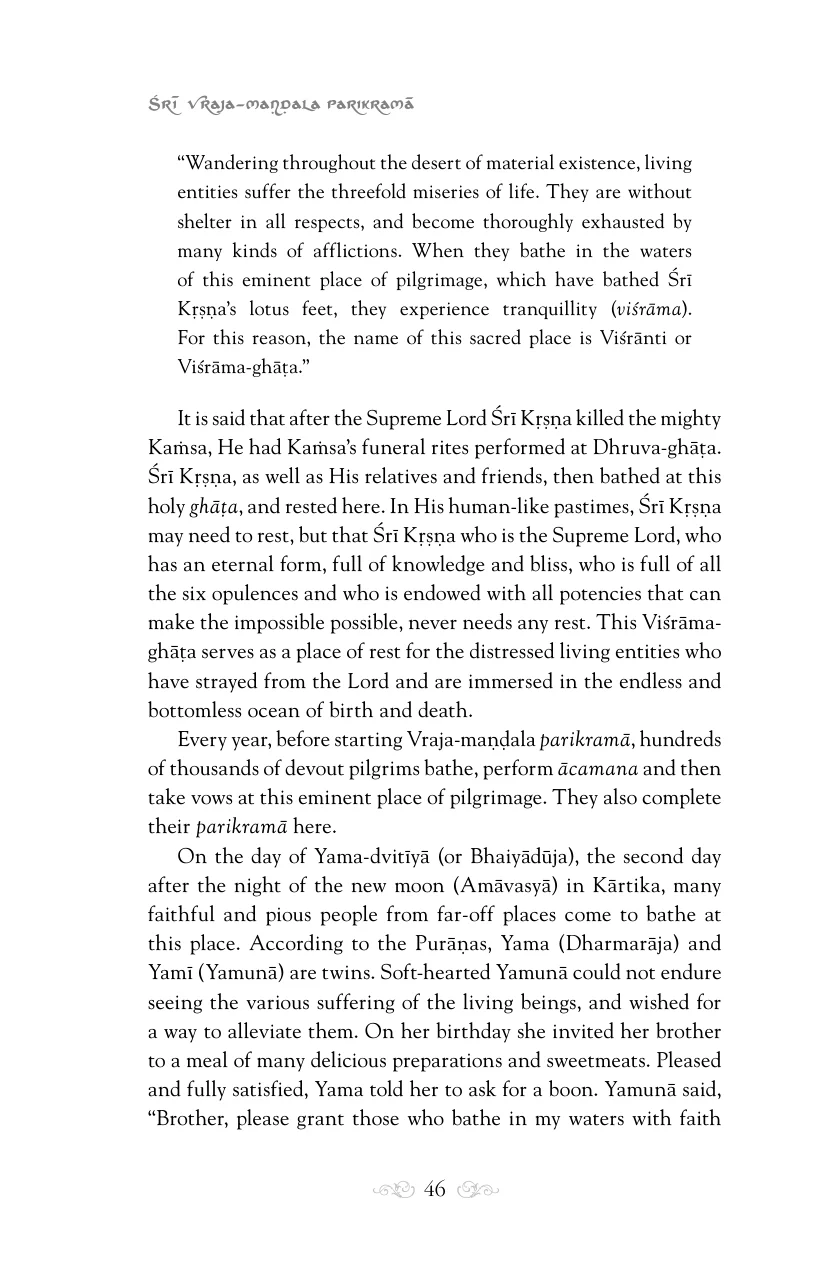 Śrī Vraja-maṇḍala Parikramā
“Wandering throughout the desert of material existence, living
entities suffer the threefold miseries of life. They are without
shelter in all respects, and become thoroughly exhausted by
many kinds of afflictions. When they bathe in the waters
of this eminent place of pilgrimage, which have bathed Śrī
Kṛṣṇa’s lotus feet, they experience tranquillity (viśrāma).
For this reason, the name of this sacred place is Viśrānti or
Viśrāma-ghāṭa.”
It is said that after the Supreme Lord Śrī Kṛṣṇa killed the mighty
Kaṁsa, He had Kaṁsa’s funeral rites performed at Dhruva-ghāṭa.
Śrī Kṛṣṇa, as well as His relatives and friends, then bathed at this
holy ghāṭa, and rested here. In His human-like pastimes, Śrī Kṛṣṇa
may need to rest, but that Śrī Kṛṣṇa who is the Supreme Lord, who
has an eternal form, full of knowledge and bliss, who is full of all
the six opulences and who is endowed with all potencies that can
make the impossible possible, never needs any rest. This Viśrāma-
ghāṭa serves as a place of rest for the distressed living entities who
have strayed from the Lord and are immersed in the endless and
bottomless ocean of birth and death.
Every year, before starting Vraja-maṇḍala parikramā, hundreds
of thousands of devout pilgrims bathe, perform ācamana and then
take vows at this eminent place of pilgrimage. They also complete
their parikramā here.
On the day of Yama-dvitīyā (or Bhaiyādūja), the second day
after the night of the new moon (Amāvasyā) in Kārtika, many
faithful and pious people from far-off places come to bathe at
this place. According to the Purāṇas, Yama (Dharmarāja) and
Yamī (Yamunā) are twins. Soft-hearted Yamunā could not endure
seeing the various suffering of the living beings, and wished for
a way to alleviate them. On her birthday she invited her brother
to a meal of many delicious preparations and sweetmeats. Pleased
and fully satisfied, Yama told her to ask for a boon. Yamunā said,
“Brother, please grant those who bathe in my waters with faith
46